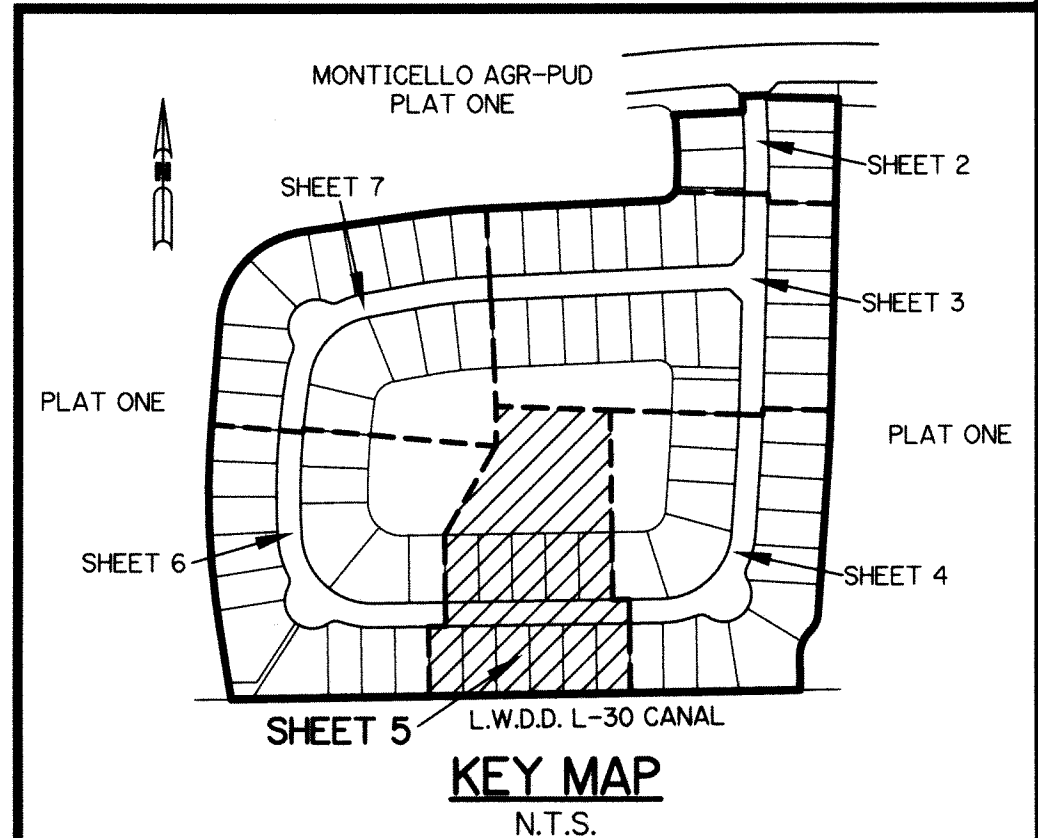 MONTICELLO AGR-PUD
PLAT ONE
SHEET 2
SHEET 7
SHEET 3
PLAT ONE
PLAT ONE
SHEET 6
SHEET 4
SHEET 5
L.W.D.D. L-30 CANAL
KEY MAP
N.T.S.